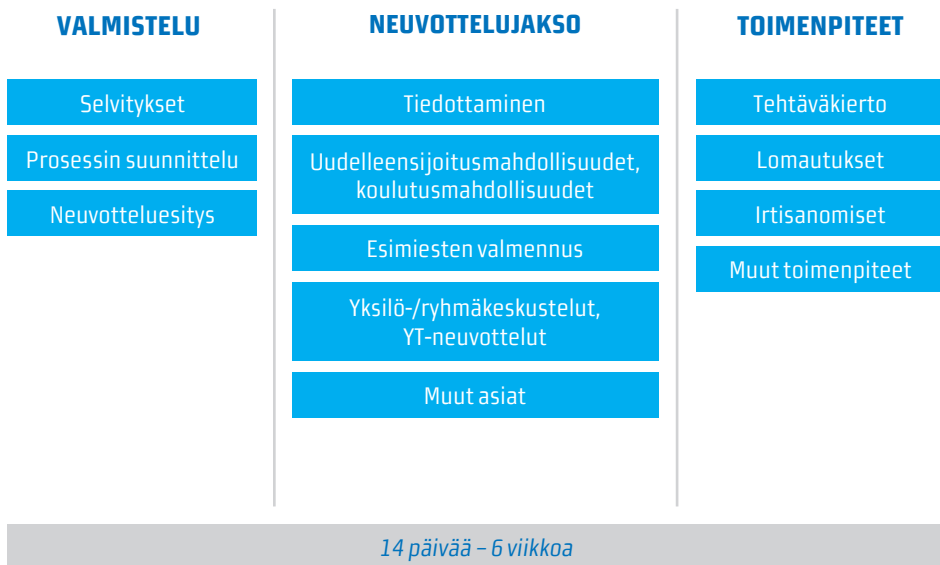 VALMISTELU
Selvitykset
Prosessin suunnittelu
Neuvotteluesitys
NEUVOTTELUJAKSO
Tiedottaminen
Uudelleensijoitusmahdollisuudet,
koulutusmahdollisuudet
Esimiesten valmennus
Yksilö-/ryhmäkeskustelut,
YT-neuvottelut
Muut asiat
TOIMENPITEET
Tehtäväkierto
Lomautukset
Irtisanomiset
Muut toimenpiteet
14 päivää – 6 viikkoa